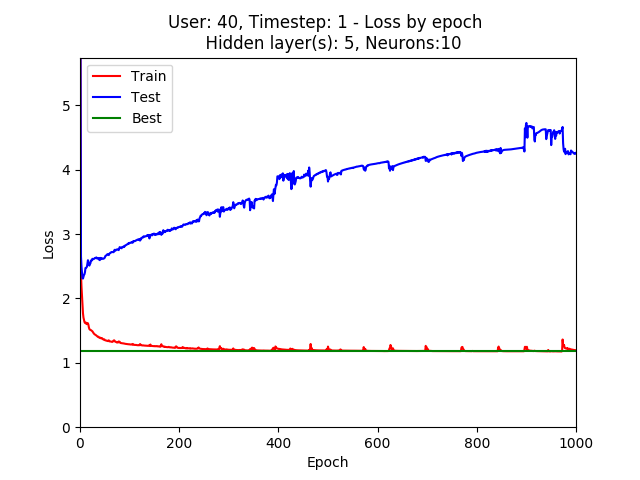 User: 40, Timestep: 1 - Loss by epoch
Hidden layer(s): 5, Neurons:10
Train
Test
Best
5
4
3
2
1
0
Loss
0 200 400 600 800 1000
Epoch